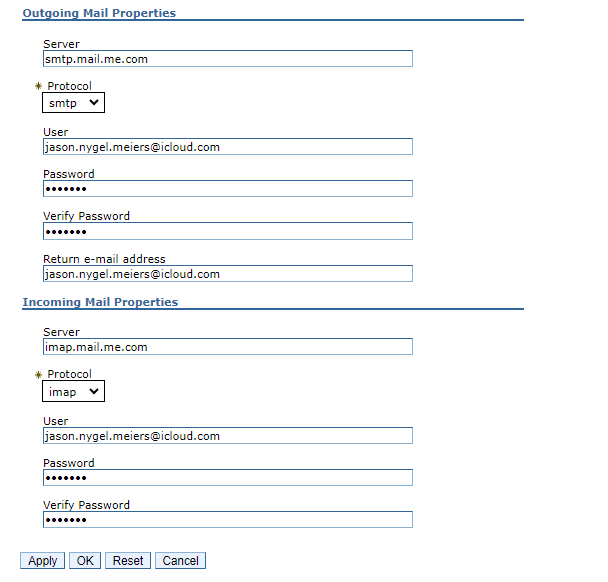 Outgoing Mail Properties
Server
smtp.mail.me.com
* Protocol
smtp
User
jason.nygel.meiers@icloud.com
Password
•••••••
Verify Password
•••••••
Return e-mail address
jason.nygel.meiers@icloud.com
Incoming Mail Properties
Server
imap.mail.me.com
* Protocol
imap
User
jason.nygel.meiers@icloud.com
Password
•••••••
Verify Password
•••••••
Apply OK Reset Cancel